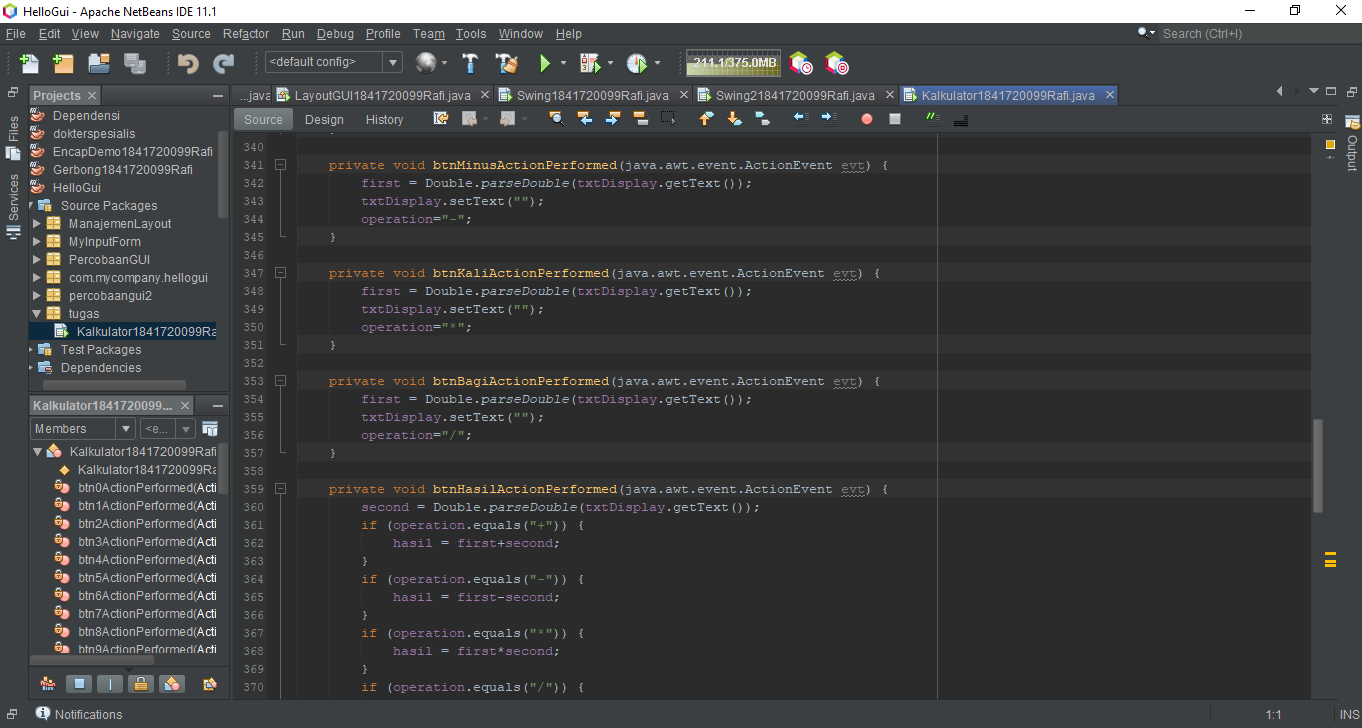 HelloGui - Apache NetBeans IDE 11.1
File Edit View Navigate Source Refactor Run Debug Profile Team Tools Window Help
Search (Ctrl+I)
<default config>
211.1/375.0MB
Projects
...java
LayoutGUI1841720099Rafi.java
Swing1841720099Rafi.java
Swing21841720099Rafi.java
Kalkulator1841720099Rafi.java
Files
Services
Output
Dependensi
dokterspesialis
EncapDemo1841720099Rafi
Gerbong1841720099Rafi
HelloGui
Source Packages
ManajemenLayout
MyInputForm
PercobaanGUI
com.mycompany.hellogui
percobaangui2
tugas
Kalkulator1841720099Ra
Test Packages
Dependencies
Kalkulator1841720099...
Members
<e...
Kalkulator1841720099Rafi
Kalkulator1841720099Ra
btn0ActionPerformed(Acti
btn1ActionPerformed(Acti
btn2ActionPerformed(Acti
btn3ActionPerformed(Acti
btn4ActionPerformed(Acti
btn5ActionPerformed(Acti
btn6ActionPerformed(Acti
btn7ActionPerformed(Acti
btn8ActionPerformed(Acti
btn9ActionPerformed(Acti
Source Design History
340
341 private void btnMinusActionPerformed(java.awt.event.ActionEvent evt) {
342 first = Double.parseDouble(txtDisplay.getText());
343 txtDisplay.setText("");
344 operation="-";
345 }
346
347 private void btnKaliActionPerformed(java.awt.event.ActionEvent evt) {
348 first = Double.parseDouble(txtDisplay.getText());
349 txtDisplay.setText("");
350 operation="*";
351 }
352
353 private void btnBagiActionPerformed(java.awt.event.ActionEvent evt) {
354 first = Double.parseDouble(txtDisplay.getText());
355 txtDisplay.setText("");
356 operation="/";
357 }
358
359 private void btnHasilActionPerformed(java.awt.event.ActionEvent evt) {
360 second = Double.parseDouble(txtDisplay.getText());
361 if (operation.equals("+")) {
362 hasil = first+second;
363 }
364 if (operation.equals("-")) {
365 hasil = first-second;
366 }
367 if (operation.equals("*")) {
368 hasil = first*second;
369 }
370 if (operation.equals("/")) {
Notifications
1:1
INS